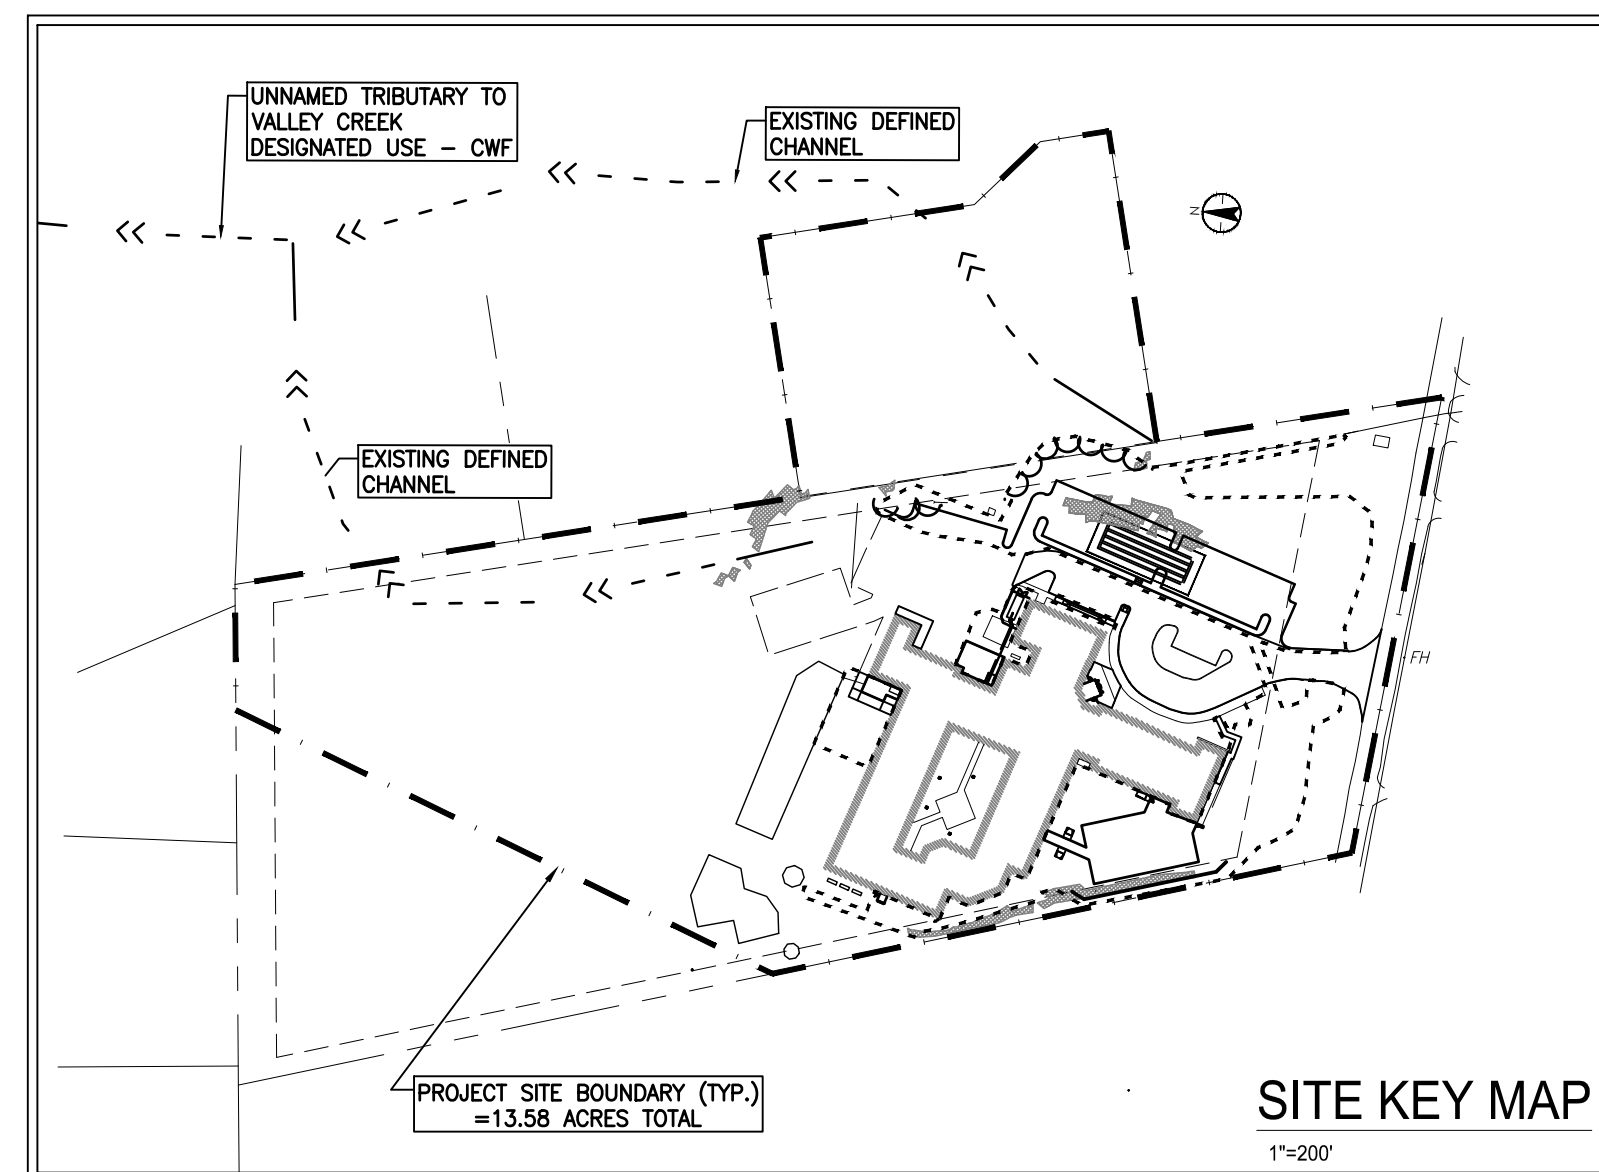 UNNAMED TRIBUTARY TO
VALLEY CREEK
DESIGNATED USE – CWF
EXISTING DEFINED
CHANNEL
N
EXISTING DEFINED
CHANNEL
FH
PROJECT SITE BOUNDARY (TYP.)
=13.58 ACRES TOTAL
SITE KEY MAP
1"=200'